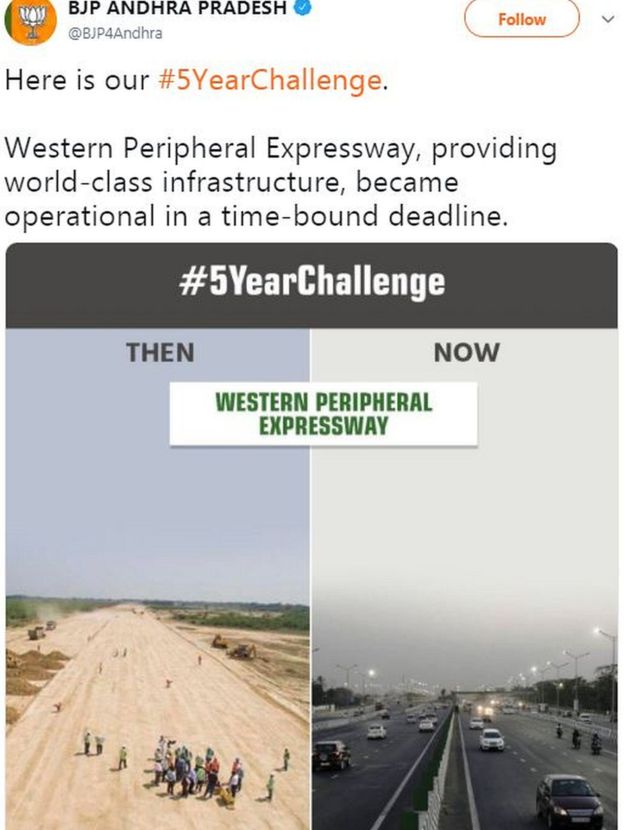 BJP ANDHRA PRADESH
@BJP4Andhra
Follow
Here is our #5YearChallenge.
Western Peripheral Expressway, providing
world-class infrastructure, became
operational in a time-bound deadline.
#5YearChallenge
THEN
NOW
WESTERN PERIPHERAL
EXPRESSWAY